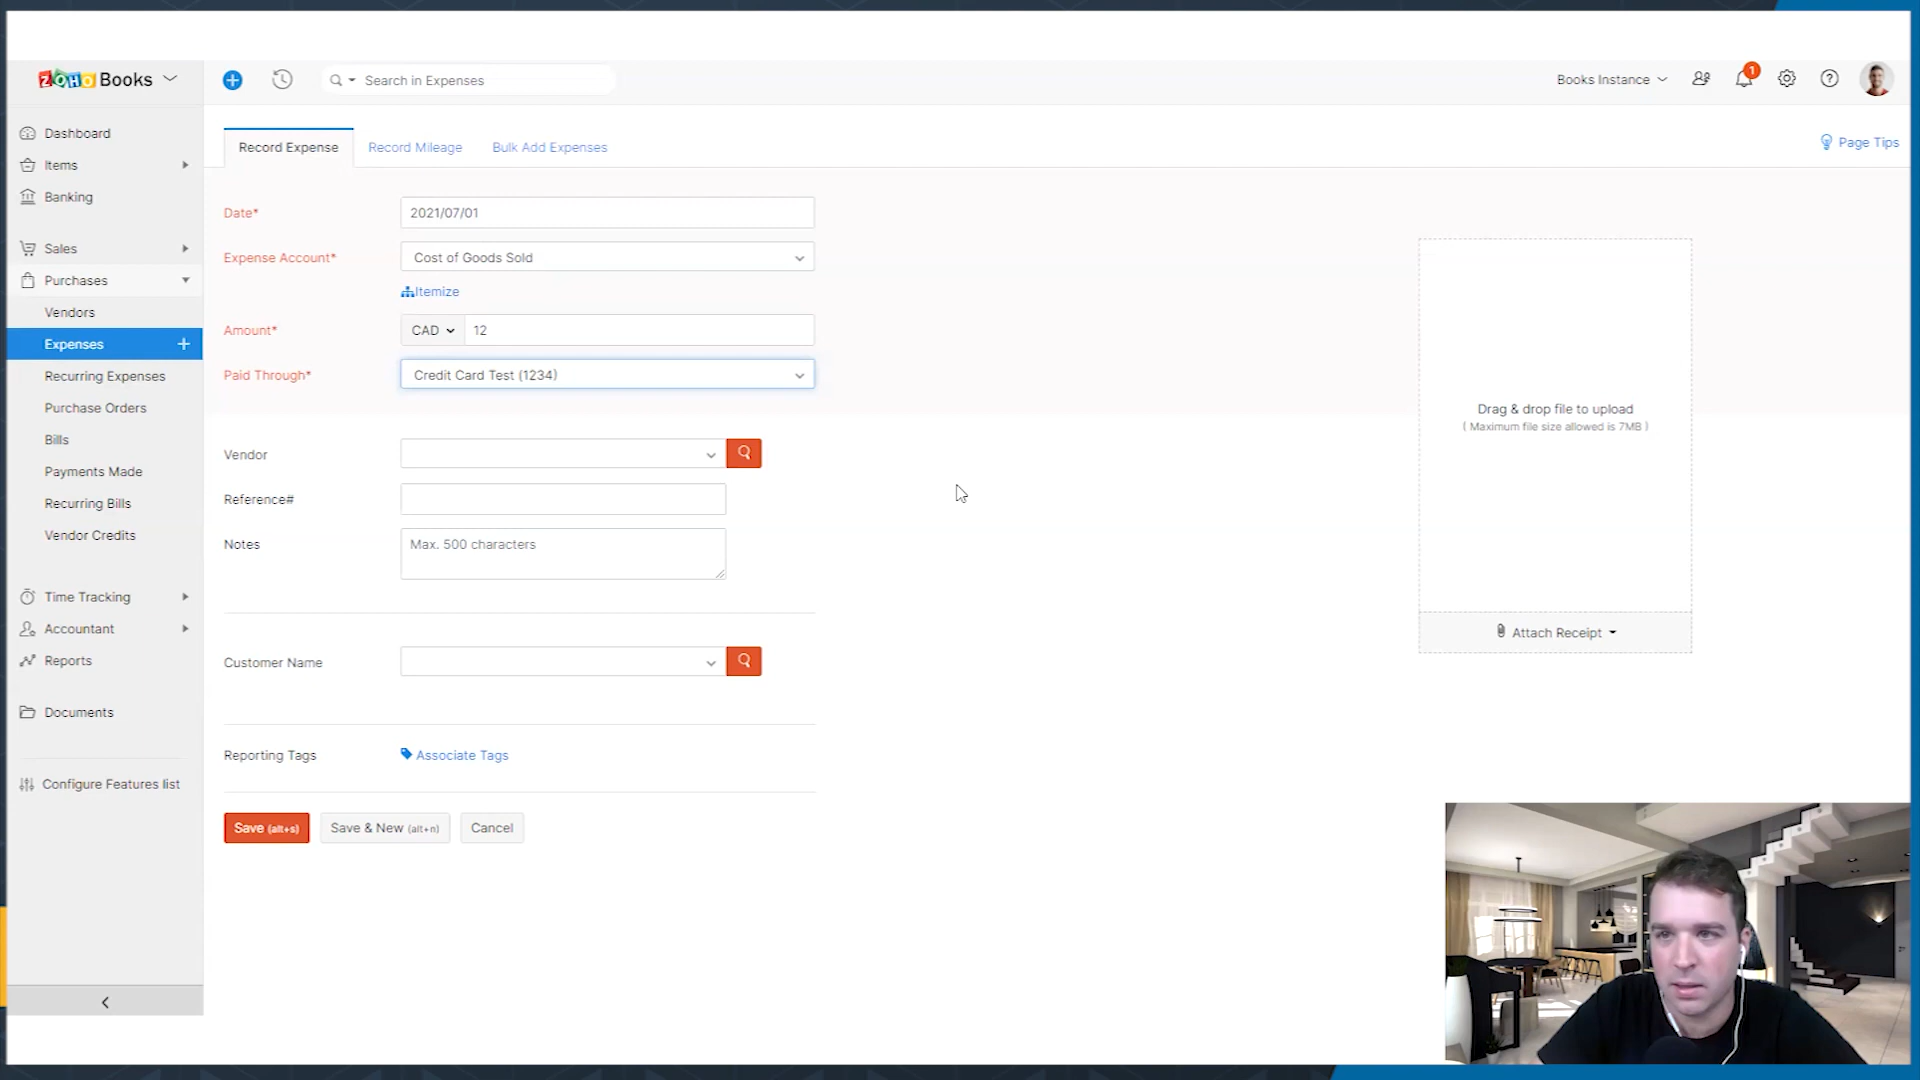 ZOHO Books
Search in Expenses
Books Instance
1
Dashboard
Items
Banking
Sales
Purchases
Vendors
Expenses
Recurring Expenses
Purchase Orders
Bills
Payments Made
Recurring Bills
Vendor Credits
Time Tracking
Accountant
Reports
Documents
Configure Features list
Record Expense
Record Mileage
Bulk Add Expenses
Page Tips
Date*
2021/07/01
Expense Account*
Cost of Goods Sold
Itemize
Amount*
CAD
12
Paid Through*
Credit Card Test (1234)
Vendor
Reference#
Notes
Max. 500 characters
Customer Name
Reporting Tags
Associate Tags
Save (alt+s)
Save & New (alt+n)
Cancel
Drag & drop file to upload
( Maximum file size allowed is 7MB )
Attach Receipt